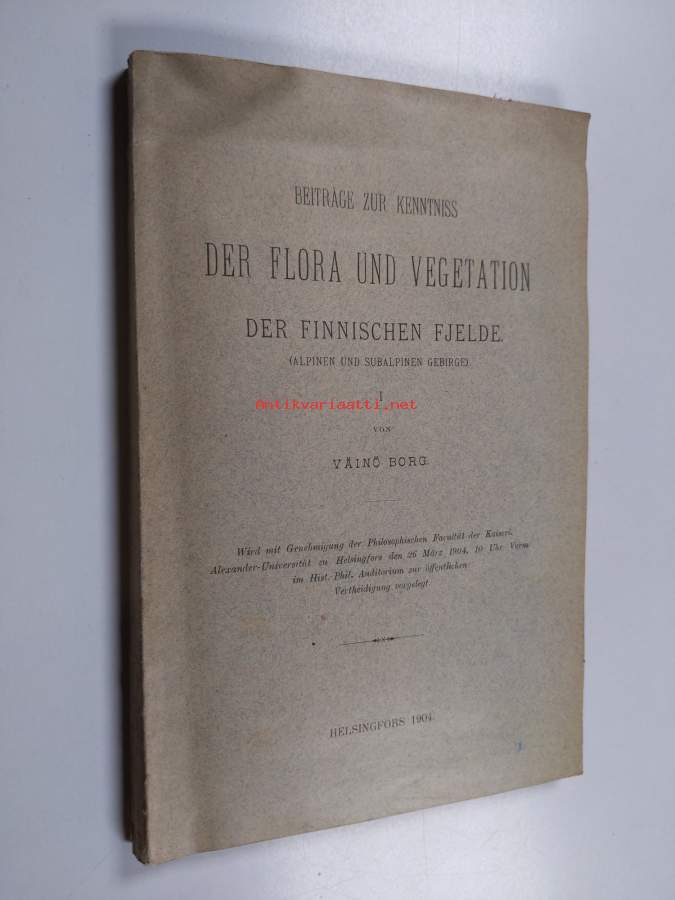 BEITRÄGE ZUR KENNTNISS
DER FLORA UND VEGETATION
DER FINNISCHEN FJELDE.
(ALPINEN UND SUBALPINEN GEBIRGE)
I
Antikvariaatti.net
VON
VÄINÖ BORG.
Wird mit Genehmigung der Philosophischen Facultät der Kaiserl.
Alexander-Universität zu Helsingfors den 26 März 1904, 10 Uhr Vorm
im Hist.-Phil. Auditorium zur öffentlichen
Vertheidigung vorgelegt
HELSINGFORS 1904.